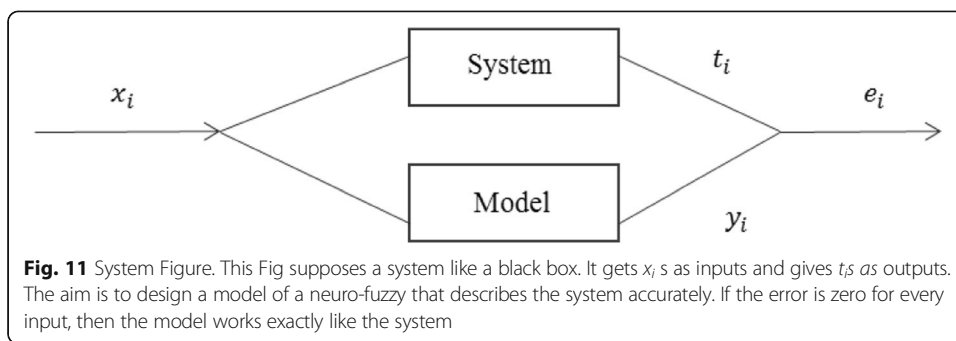 System
t_i
x_i
e_i
Model
y_i
Fig. 11 System Figure. This Fig supposes a system like a black box. It gets x_i s as inputs and gives t_is as outputs.
The aim is to design a model of a neuro-fuzzy that describes the system accurately. If the error is zero for every
input, then the model works exactly like the system